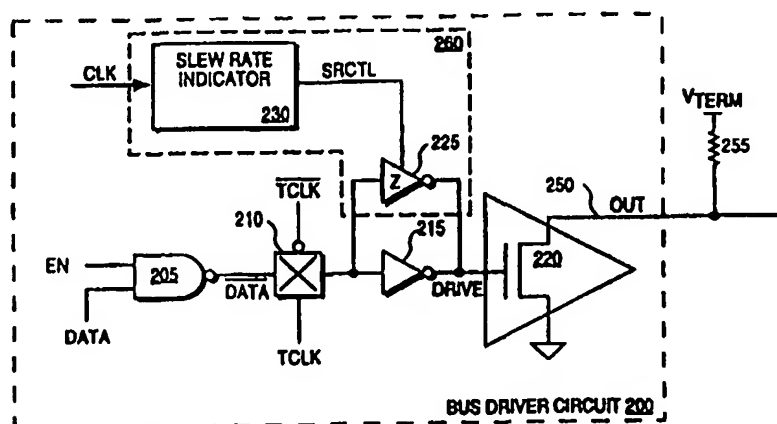 260
SLEW RATE
INDICATOR
230
CLK
SRCTL
VTERM
255
225
Z
TCLK
250
OUT
210
215
EN
205
DATA
DRIVE
220
DATA
TCLK
BUS DRIVER CIRCUIT 200